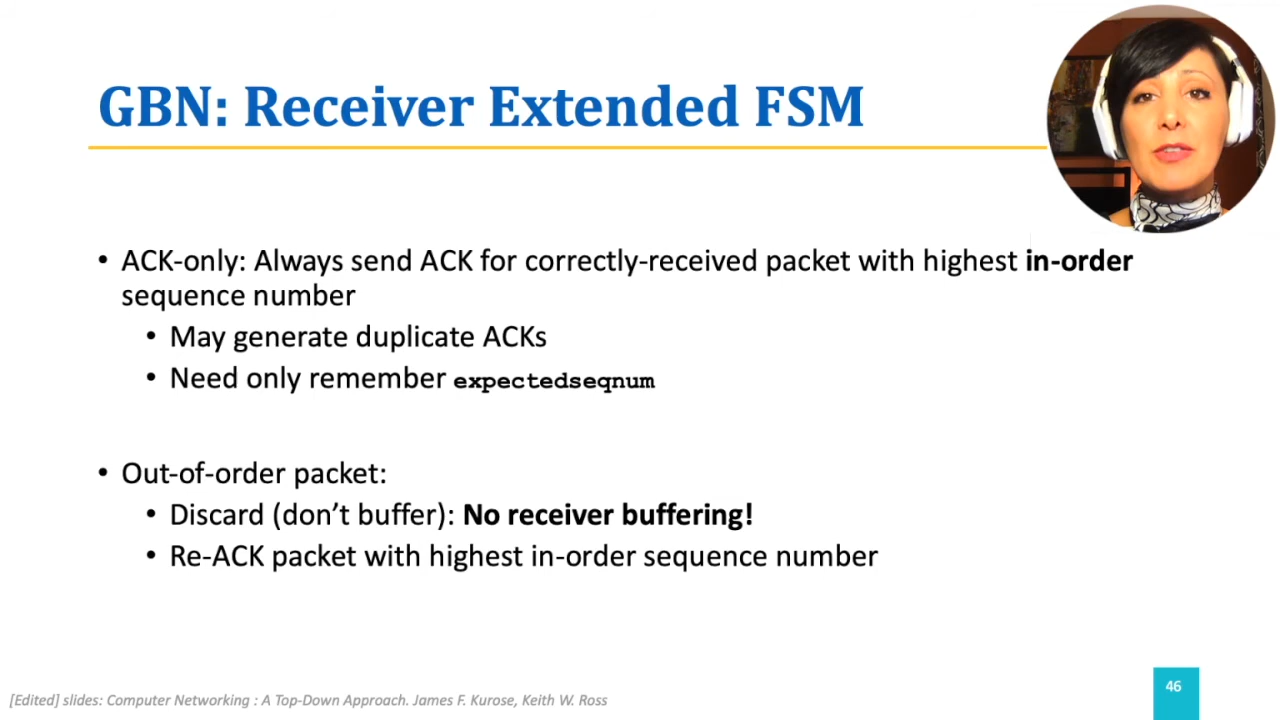 GBN: Receiver Extended FSM
• ACK-only: Always send ACK for correctly-received packet with highest in-order
sequence number
• May generate duplicate ACKs
• Need only remember expectedseqnum
• Out-of-order packet:
• Discard (don’t buffer): No receiver buffering!
• Re-ACK packet with highest in-order sequence number
[Edited] slides: Computer Networking : A Top-Down Approach. James F. Kurose, Keith W. Ross
46